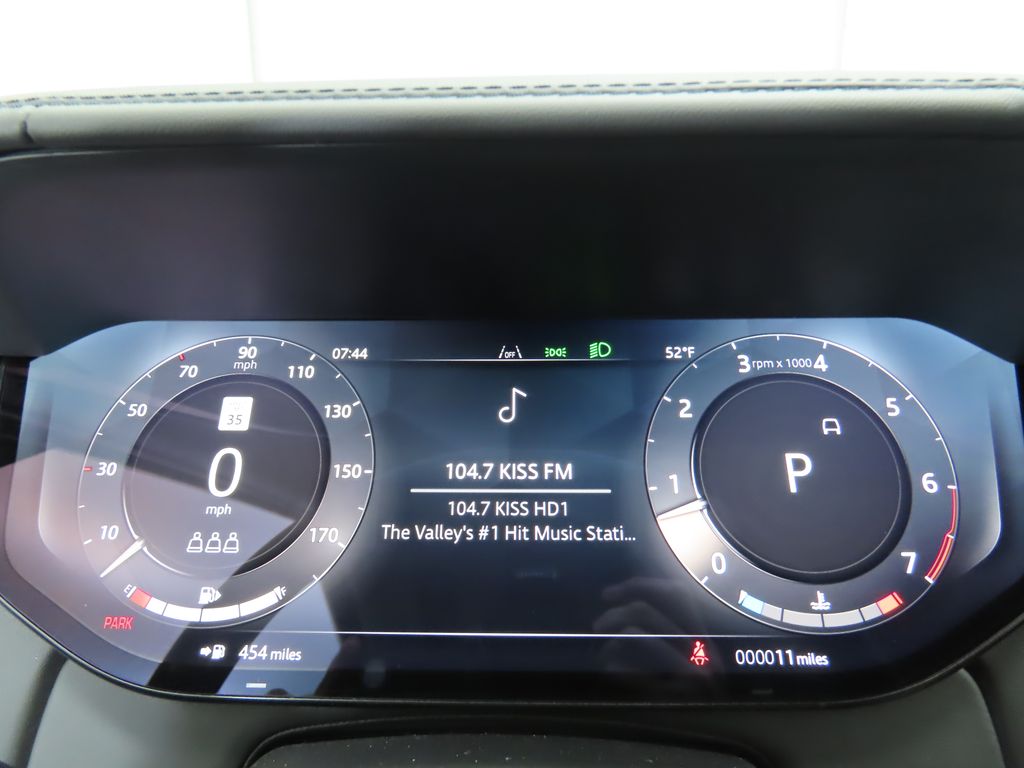 07:44
OFF
52°F
10
30
50
70
90
mph
110
130
150
170
35
0
mph
E
F
PARK
454 miles
104.7 KISS FM
104.7 KISS HD1
The Valley's #1 Hit Music Stati...
0
1
2
3
rpm x 1000
4
5
6
7
P
000011 miles